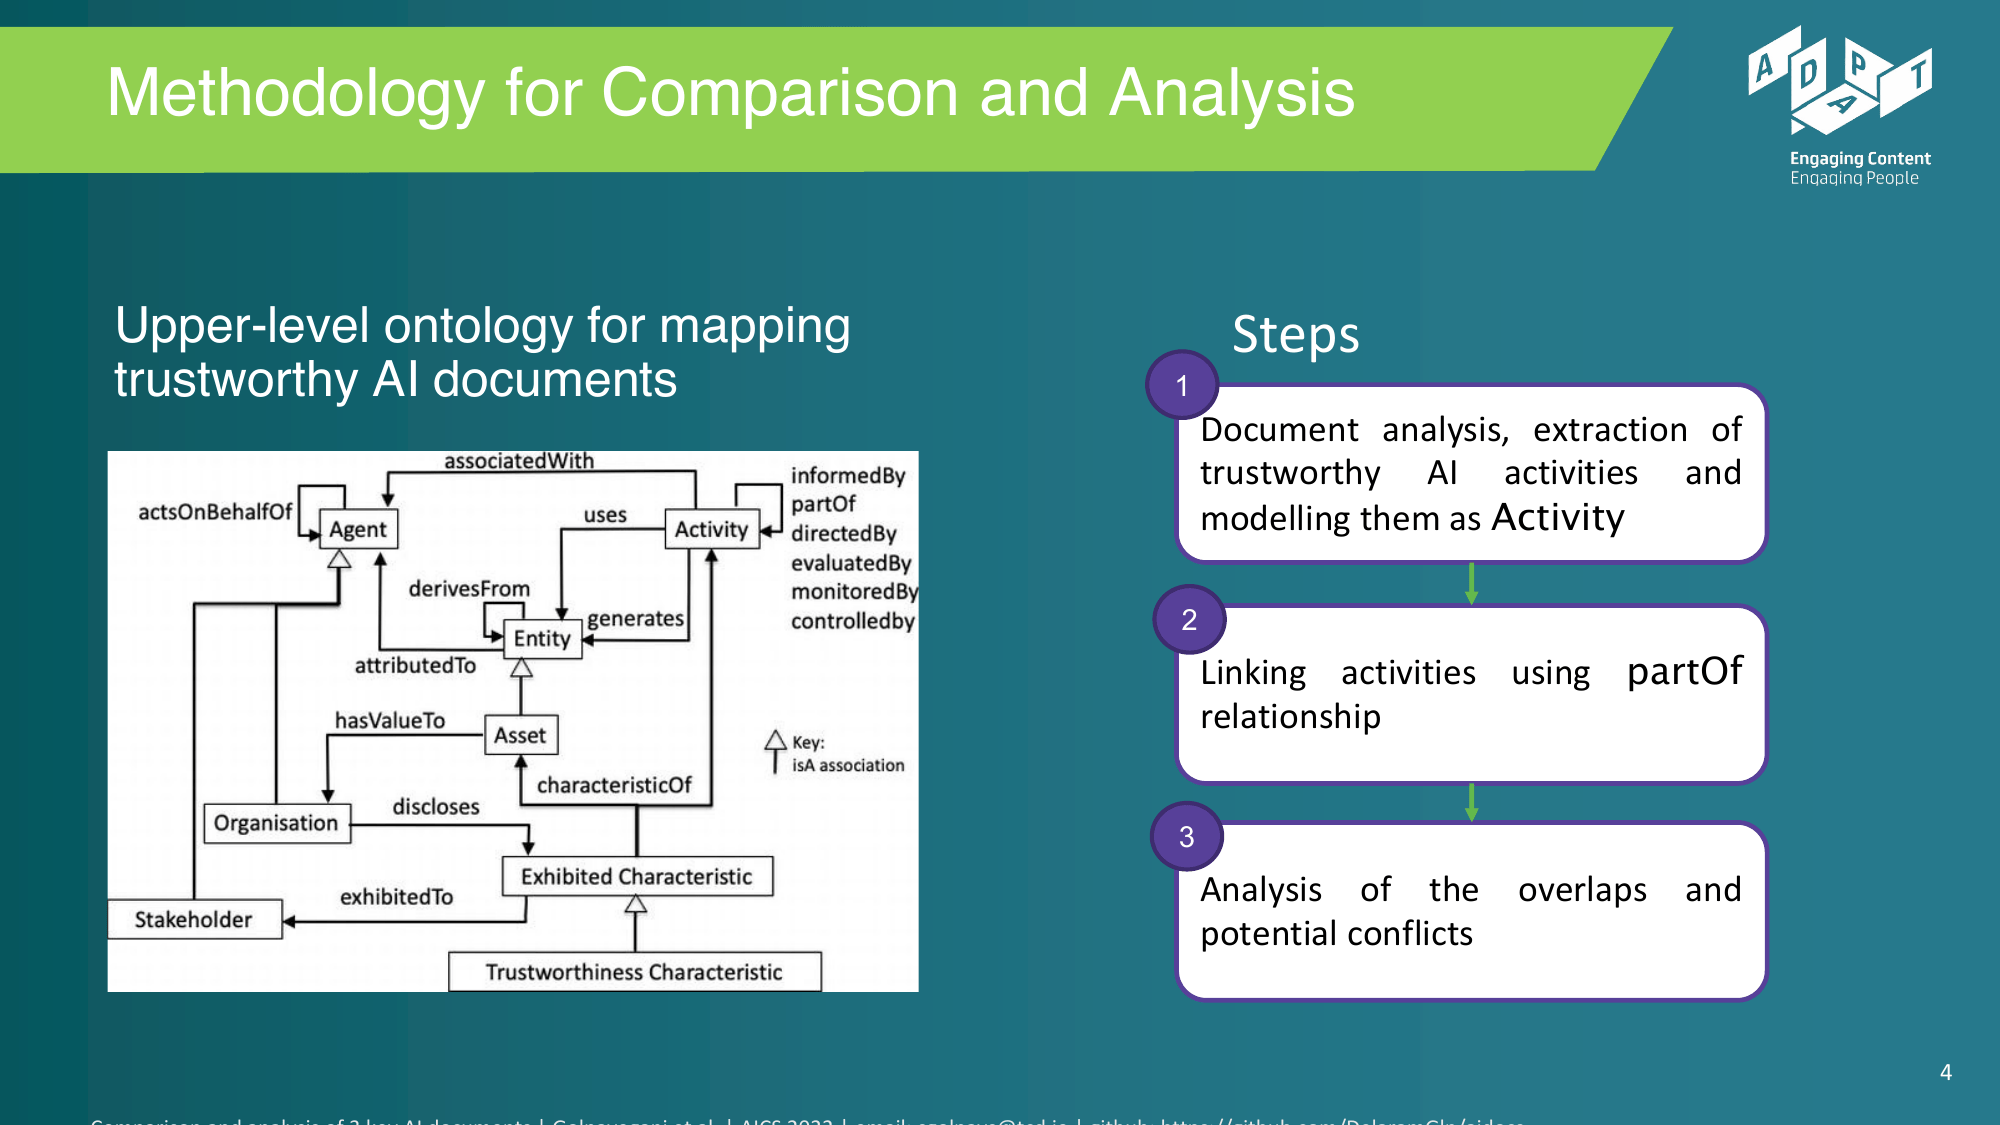 Methodology for Comparison and Analysis
ADAPT
Engaging Content
Engaging People
Upper-level ontology for mapping
trustworthy AI documents
associatedWith
informedBy
partOf
directedBy
evaluatedBy
monitoredBy
controlledby
actsOnBehalfOf
Agent
uses
Activity
derivesFrom
generates
Entity
attributedTo
hasValueTo
Asset
Key:
isA association
characteristicOf
discloses
Organisation
Exhibited Characteristic
exhibitedTo
Stakeholder
Trustworthiness Characteristic
Steps
1
Document analysis, extraction of
trustworthy AI activities and
modelling them as Activity
2
Linking activities using partOf
relationship
3
Analysis of the overlaps and
potential conflicts
4